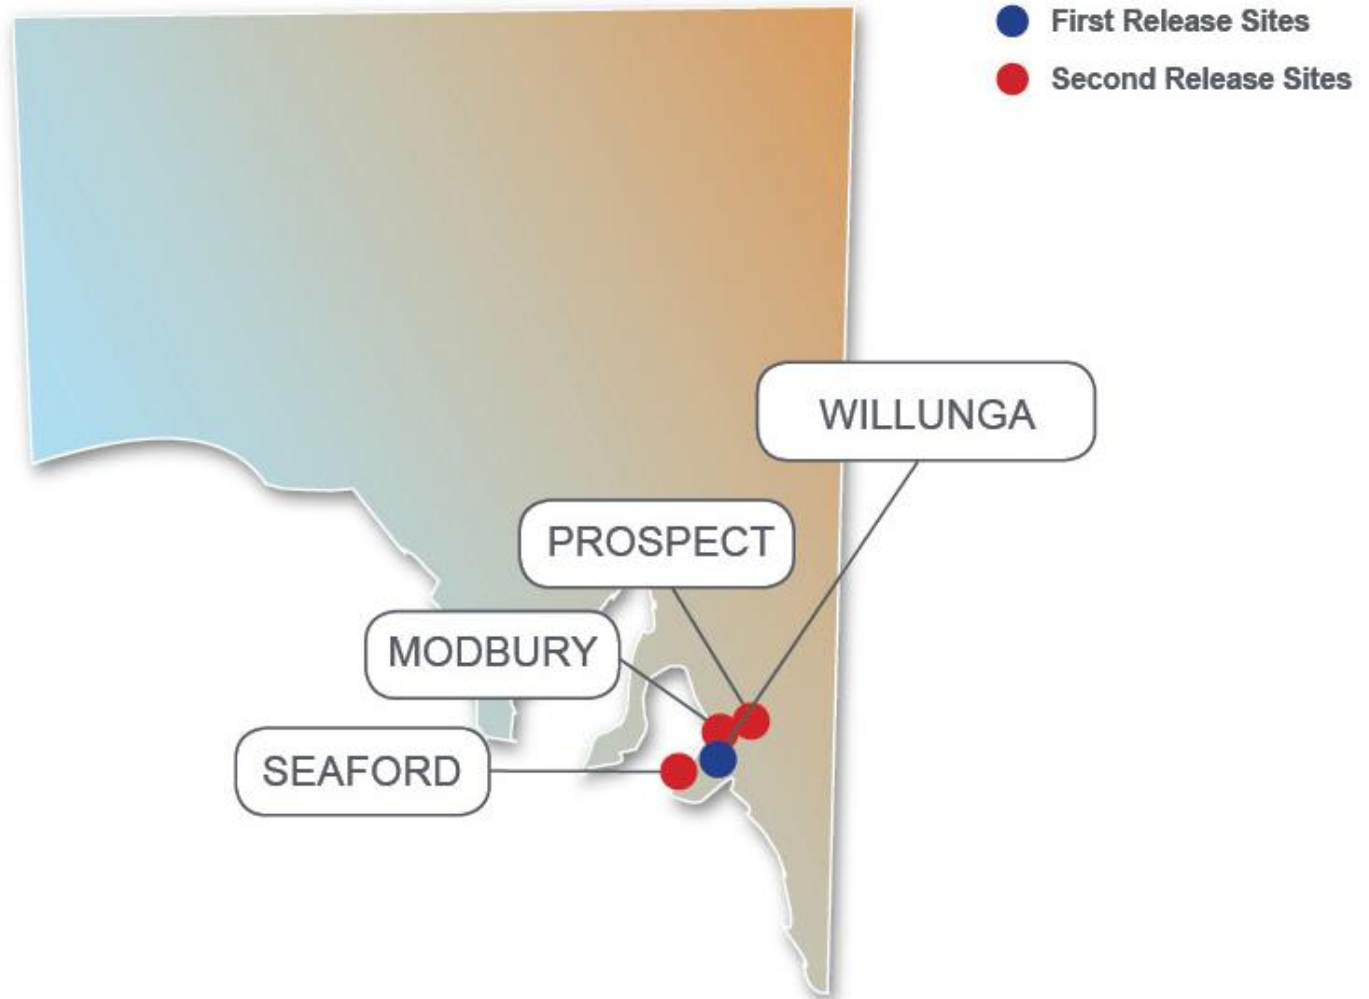 First Release Sites
Second Release Sites
WILLUNGA
PROSPECT
MODBURY
SEAFORD